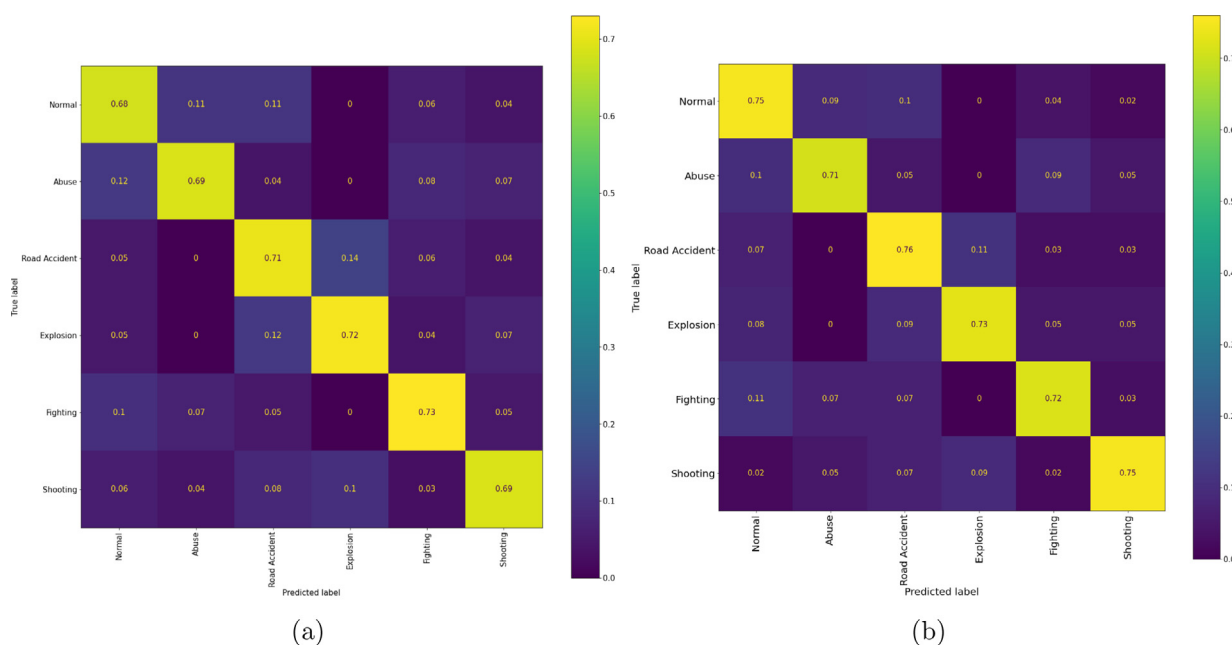 True label
Normal 0.68 0.11 0.11 0 0.06 0.04
Abuse 0.12 0.69 0.04 0 0.08 0.07
Road Accident 0.05 0 0.71 0.14 0.06 0.04
Explosion 0.05 0 0.12 0.72 0.04 0.07
Fighting 0.1 0.07 0.05 0 0.73 0.05
Shooting 0.06 0.04 0.08 0.1 0.03 0.69
Normal Abuse Road Accident Explosion Fighting Shooting
Predicted label
0.7
0.6
0.5
0.4
0.3
0.2
0.1
0.0
(a)
True label
Normal 0.75 0.09 0.1 0 0.04 0.02
Abuse 0.1 0.71 0.05 0 0.09 0.05
Road Accident 0.07 0 0.76 0.11 0.03 0.03
Explosion 0.08 0 0.09 0.73 0.05 0.05
Fighting 0.11 0.07 0.07 0 0.72 0.03
Shooting 0.02 0.05 0.07 0.09 0.02 0.75
Normal Abuse Road Accident Explosion Fighting Shooting
Predicted label
(b)